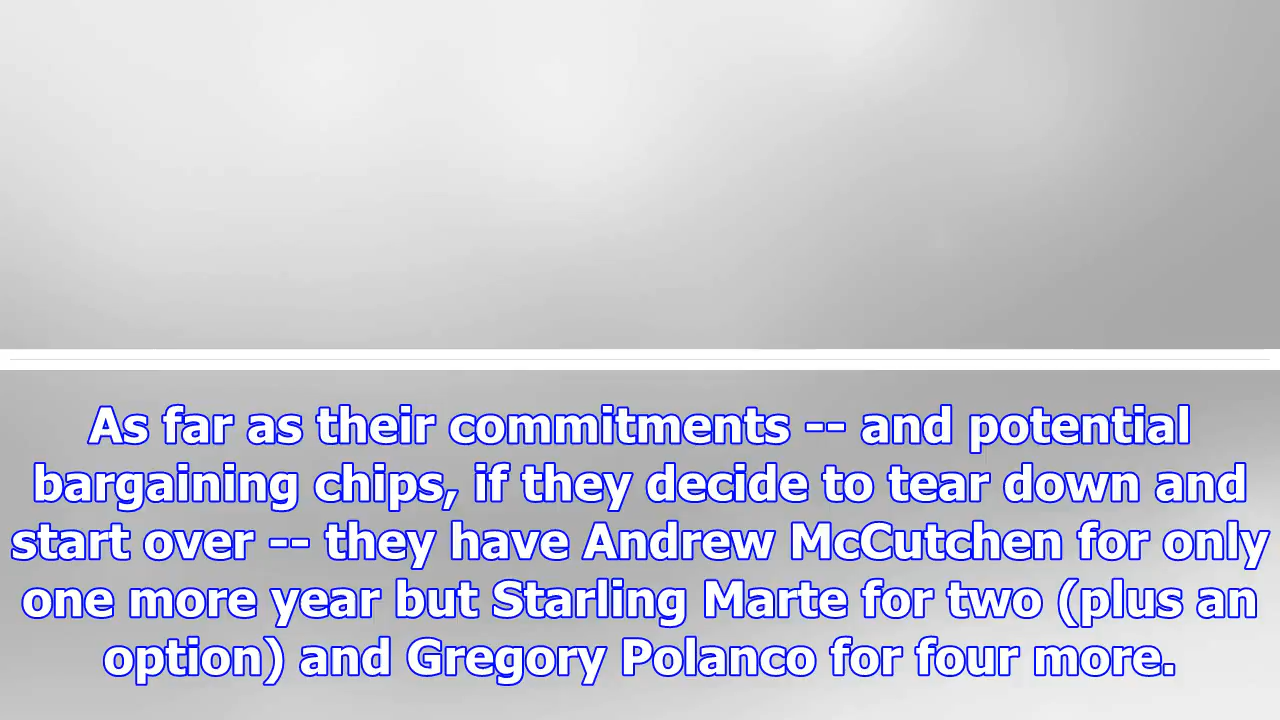 As far as their commitments -- and potential
bargaining chips, if they decide to tear down and
start over -- they have Andrew McCutchen for only
one more year but Starling Marte for two (plus an
option) and Gregory Polanco for four more.